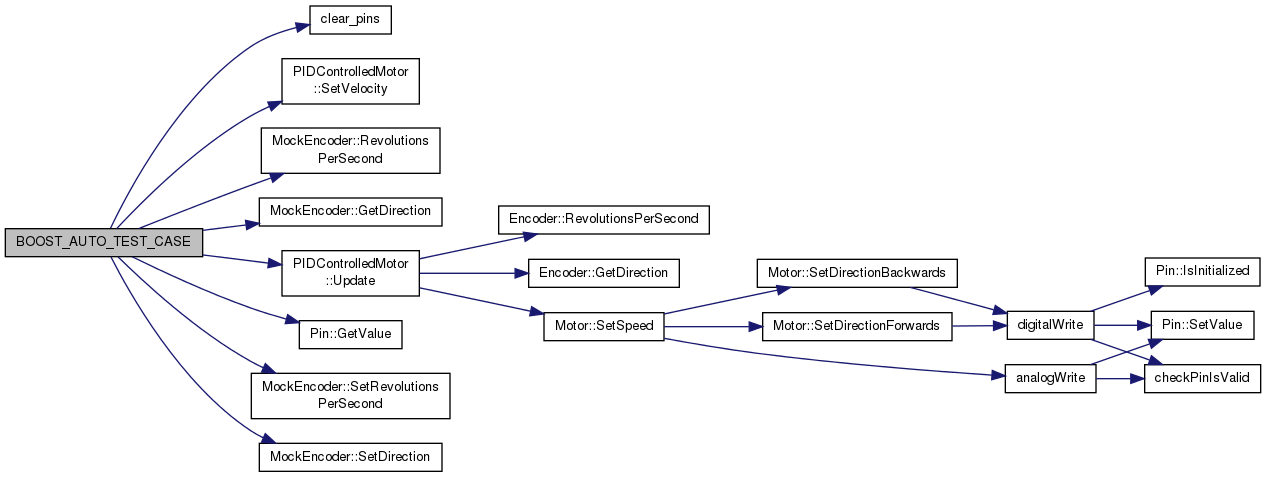 clear_pins
PIDControlledMotor
::SetVelocity
MockEncoder::Revolutions
PerSecond
MockEncoder::GetDirection
BOOST_AUTO_TEST_CASE
PIDControlledMotor
::Update
Pin::GetValue
MockEncoder::SetRevolutions
PerSecond
MockEncoder::SetDirection
Encoder::RevolutionsPerSecond
Encoder::GetDirection
Motor::SetSpeed
Motor::SetDirectionBackwards
Motor::SetDirectionForwards
digitalWrite
analogWrite
Pin::IsInitialized
Pin::SetValue
checkPinIsValid